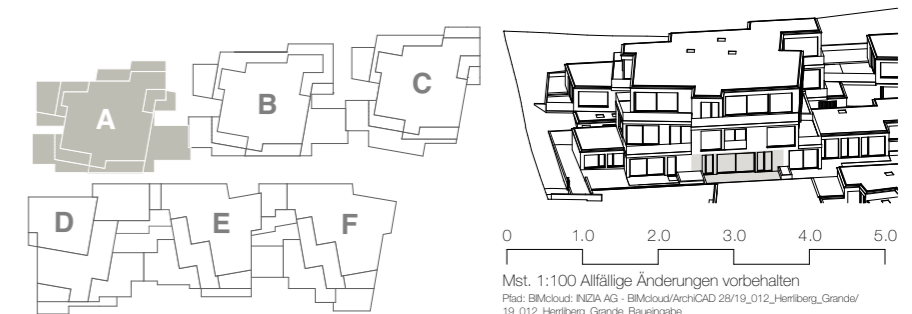 A
B
C
D
E
F
0 1.0 2.0 3.0 4.0 5.0
Mst. 1:100 Allfällige Änderungen vorbehalten
Pfad: BIMcloud: INIZIA AG - BIMcloud/ArchiCAD 28/19_012_Herrliberg_Grande/
19_012_Herrliberg_Grande_Baueingabe